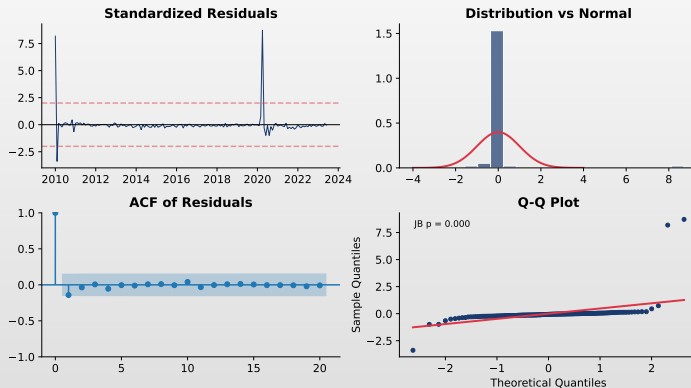 Standardized Residuals
7.5
5.0
2.5
0.0
−2.5
2010 2012 2014 2016 2018 2020 2022 2024
Distribution vs Normal
1.5
1.0
0.5
0.0
−4 −2 0 2 4 6 8
ACF of Residuals
1.0
0.5
0.0
−0.5
−1.0
0 5 10 15 20
Q-Q Plot
JB p = 0.000
Sample Quantiles
7.5
5.0
2.5
0.0
−2.5
−2 −1 0 1 2
Theoretical Quantiles